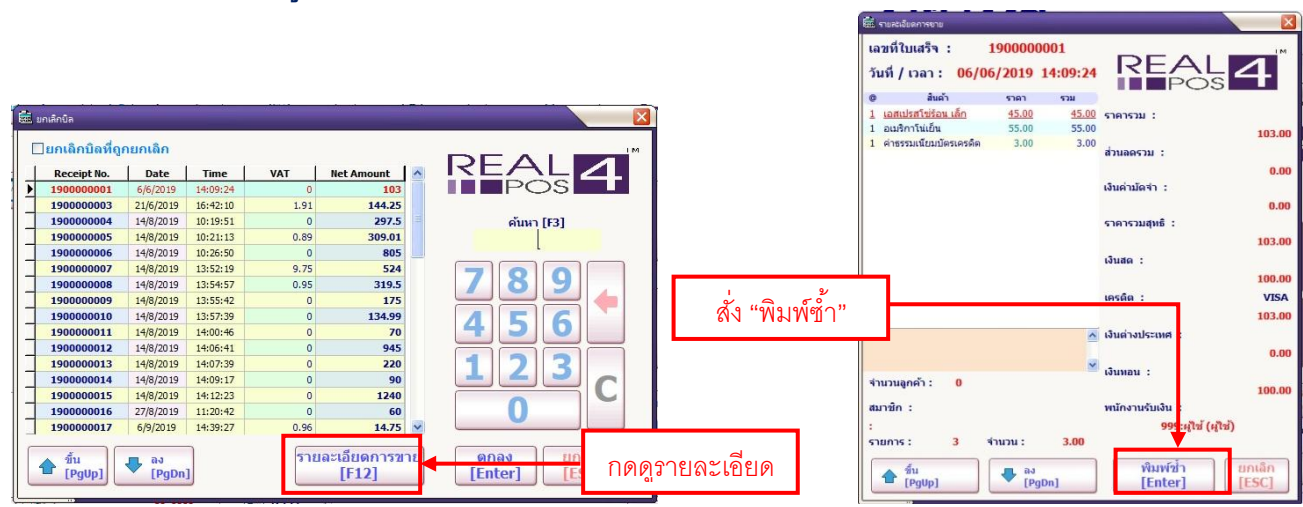 ยกเลิกบิล
ยกเลิกบิลที่ถูกยกเลิก
Receipt No. Date Time VAT Net Amount
1900000001 6/6/2019 14:09:24 0 103
1900000003 21/6/2019 16:42:10 1.91 144.25
1900000004 14/8/2019 10:19:51 0 297.5
1900000005 14/8/2019 10:21:13 0.89 309.01
1900000006 14/8/2019 10:26:50 0 805
1900000007 14/8/2019 13:52:19 9.75 524
1900000008 14/8/2019 13:54:57 0.95 319.5
1900000009 14/8/2019 13:55:42 0 175
1900000010 14/8/2019 13:57:39 0 134.99
1900000011 14/8/2019 14:00:46 0 70
1900000012 14/8/2019 14:06:41 0 945
1900000013 14/8/2019 14:07:39 0 220
1900000014 14/8/2019 14:09:17 0 90
1900000015 14/8/2019 14:12:23 0 1240
1900000016 27/8/2019 11:20:42 0 60
1900000017 6/9/2019 14:39:27 0.96 14.75
REAL POS 4 TM
ค้นหา [F3]
7 8 9
4 5 6
1 2 3
0 C
ขึ้น [PgUp]
ลง [PgDn]
รายละเอียดการขาย [F12]
ตกลง [Enter]
กดดูรายละเอียด
สั่ง “พิมพ์ซ้ำ”
รายละเอียดการขาย
เลขที่ใบเสร็จ : 1900000001
วันที่ / เวลา : 06/06/2019 14:09:24
REAL POS 4 TM
@ สินค้า ราคา รวม
1 เอสเปรสโซ่ร้อน เล็ก 45.00 45.00
1 อเมริกาโน่เย็น 55.00 55.00
1 ค่าธรรมเนียมบัตรเครดิต 3.00 3.00
ราคารวม :
103.00
ส่วนลดรวม :
0.00
เงินค่ามัดจำ :
0.00
ราคารวมสุทธิ :
103.00
เงินสด :
100.00
เครดิต : VISA
103.00
เงินต่างประเทศ :
0.00
เงินทอน :
100.00
จำนวนลูกค้า : 0
สมาชิก :
:
พนักงานรับเงิน :
999:ผู้ใช้ (ผู้ใช้)
รายการ : 3 จำนวน : 3.00
ขึ้น [PgUp]
ลง [PgDn]
พิมพ์ซ้ำ [Enter]
ยกเลิก [ESC]